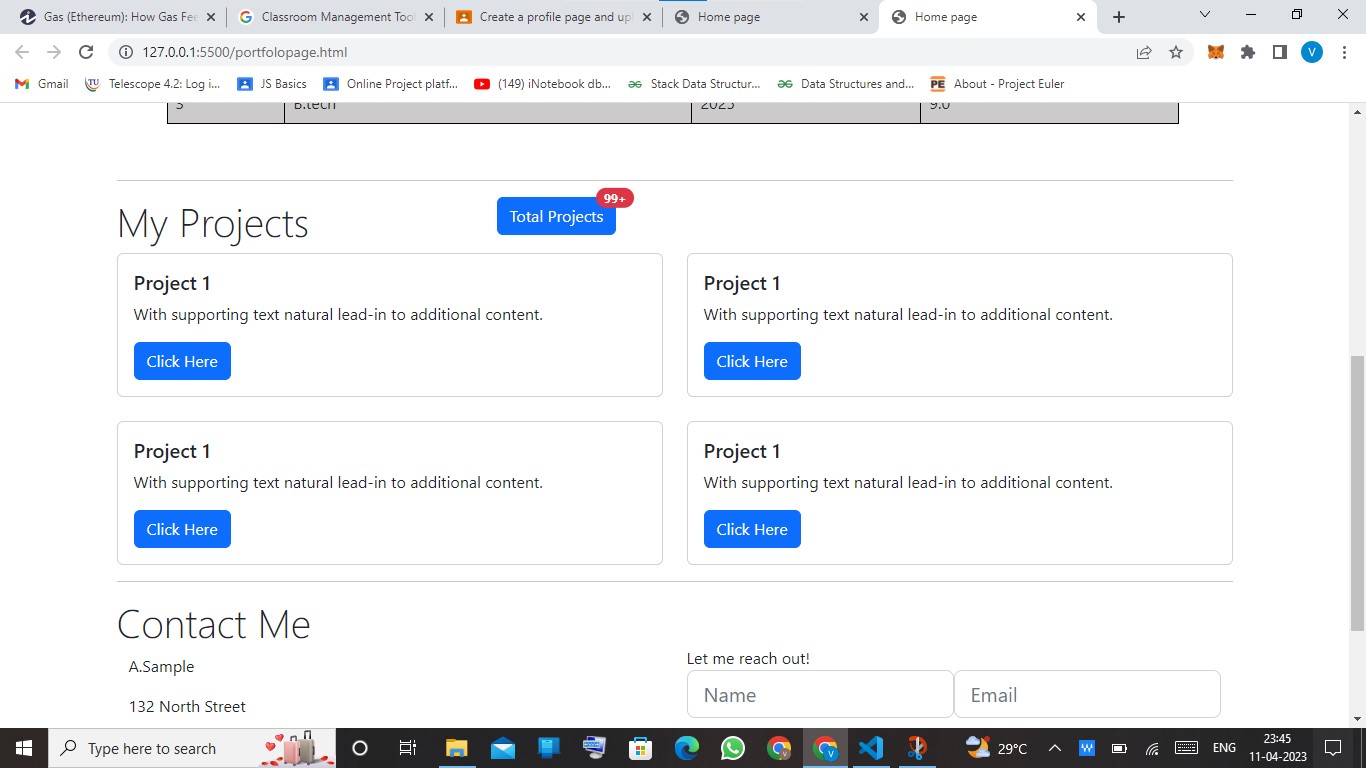 Gas (Ethereum): How Gas Fee
Classroom Management Tool
Create a profile page and upl
Home page
Home page
127.0.0.1:5500/portfolopage.html
V
Gmail
Telescope 4.2: Log i...
JS Basics
Online Project platf...
(149) iNotebook db...
Stack Data Structur...
Data Structures and...
PE
About - Project Euler
3 B.tech 2025 9.0
My Projects
Total Projects
99+
Project 1
With supporting text natural lead-in to additional content.
Click Here
Project 1
With supporting text natural lead-in to additional content.
Click Here
Project 1
With supporting text natural lead-in to additional content.
Click Here
Project 1
With supporting text natural lead-in to additional content.
Click Here
Contact Me
A.Sample
132 North Street
Let me reach out!
Name
Email
Type here to search
29°C
ENG
23:45
11-04-2023